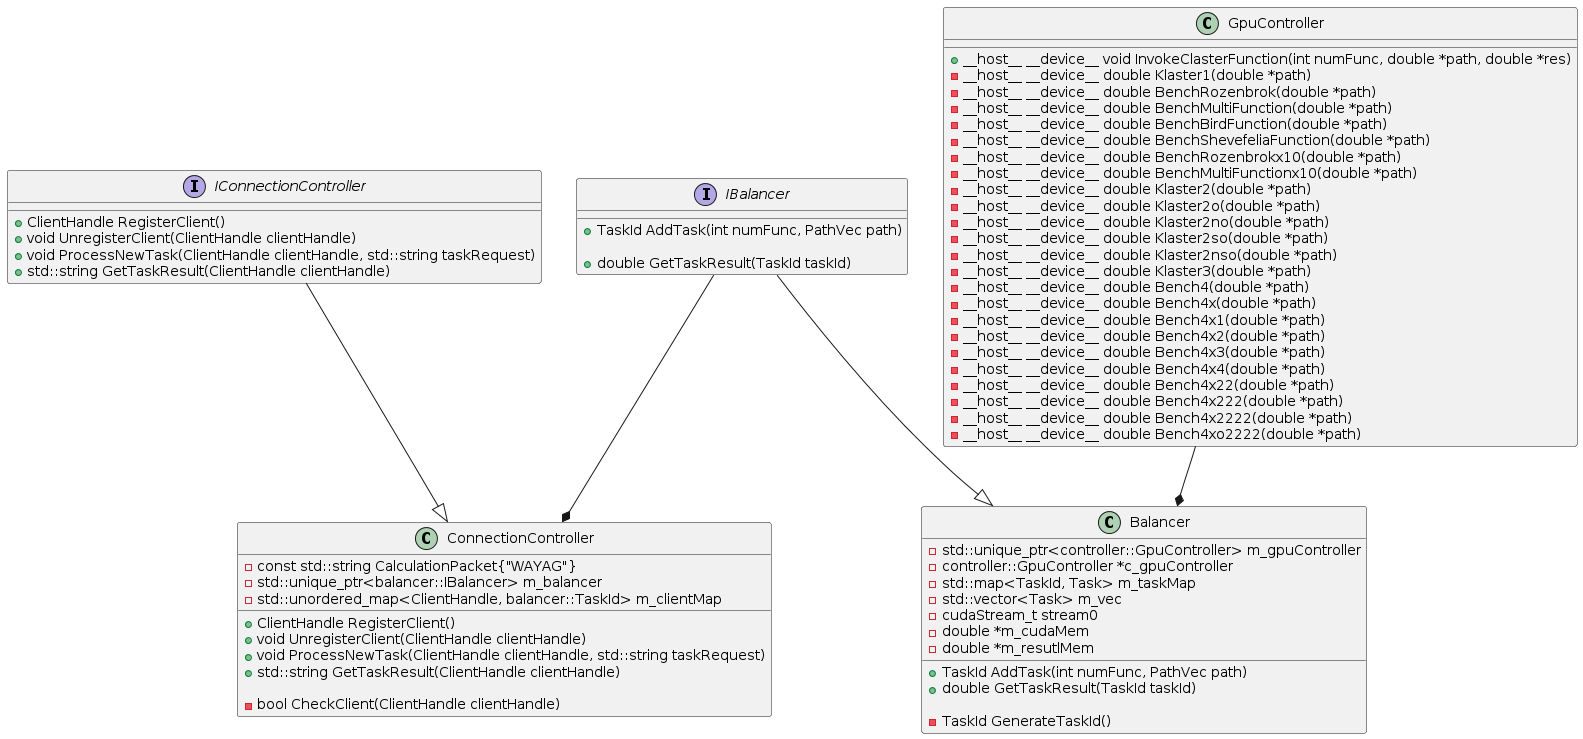 GpuController
__host__ __device__ void InvokeClasterFunction(int numFunc, double *path, double *res)
__host__ __device__ double Klaster1(double *path)
__host__ __device__ double BenchRozenbrok(double *path)
__host__ __device__ double BenchMultiFunction(double *path)
__host__ __device__ double BenchBirdFunction(double *path)
__host__ __device__ double BenchShevefeliaFunction(double *path)
__host__ __device__ double BenchRozenbrokx10(double *path)
__host__ __device__ double BenchMultiFunctionx10(double *path)
__host__ __device__ double Klaster2(double *path)
__host__ __device__ double Klaster2o(double *path)
__host__ __device__ double Klaster2no(double *path)
__host__ __device__ double Klaster2so(double *path)
__host__ __device__ double Klaster2nso(double *path)
__host__ __device__ double Klaster3(double *path)
__host__ __device__ double Bench4(double *path)
__host__ __device__ double Bench4x(double *path)
__host__ __device__ double Bench4x1(double *path)
__host__ __device__ double Bench4x2(double *path)
__host__ __device__ double Bench4x3(double *path)
__host__ __device__ double Bench4x4(double *path)
__host__ __device__ double Bench4x22(double *path)
__host__ __device__ double Bench4x222(double *path)
__host__ __device__ double Bench4x2222(double *path)
__host__ __device__ double Bench4xo2222(double *path)
IConnectionController
ClientHandle RegisterClient()
void UnregisterClient(ClientHandle clientHandle)
void ProcessNewTask(ClientHandle clientHandle, std::string taskRequest)
std::string GetTaskResult(ClientHandle clientHandle)
IBalancer
TaskId AddTask(int numFunc, PathVec path)
double GetTaskResult(TaskId taskId)
ConnectionController
const std::string CalculationPacket{"WAYAG"}
std::unique_ptr<balancer::IBalancer> m_balancer
std::unordered_map<ClientHandle, balancer::TaskId> m_clientMap
ClientHandle RegisterClient()
void UnregisterClient(ClientHandle clientHandle)
void ProcessNewTask(ClientHandle clientHandle, std::string taskRequest)
std::string GetTaskResult(ClientHandle clientHandle)
bool CheckClient(ClientHandle clientHandle)
Balancer
std::unique_ptr<controller::GpuController> m_gpuController
controller::GpuController *c_gpuController
std::map<TaskId, Task> m_taskMap
std::vector<Task> m_vec
cudaStream_t stream0
double *m_cudaMem
double *m_resutlMem
TaskId AddTask(int numFunc, PathVec path)
double GetTaskResult(TaskId taskId)
TaskId GenerateTaskId()
I
I
C
C
C